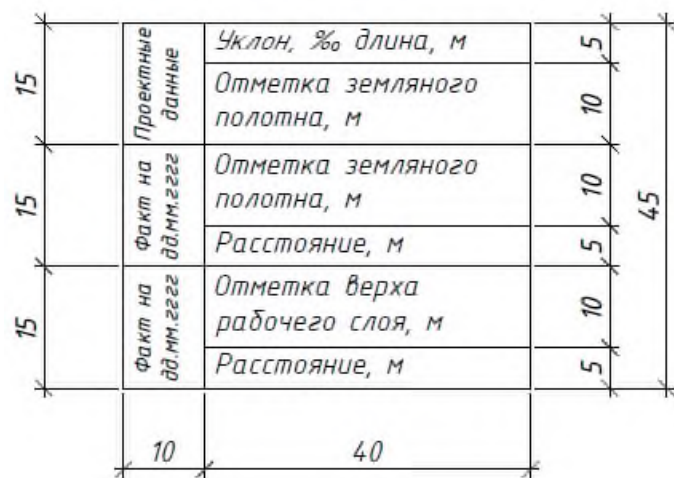 Проектные
данные
Уклон, ‰ длина, м
Отметка земляного
полотна, м
Факт на
дд.мм.гггг
Отметка земляного
полотна, м
Расстояние, м
Факт на
дд.мм.гггг
Отметка верха
рабочего слоя, м
Расстояние, м
15
15
15
5
10
10
5
10
5
45
10
40